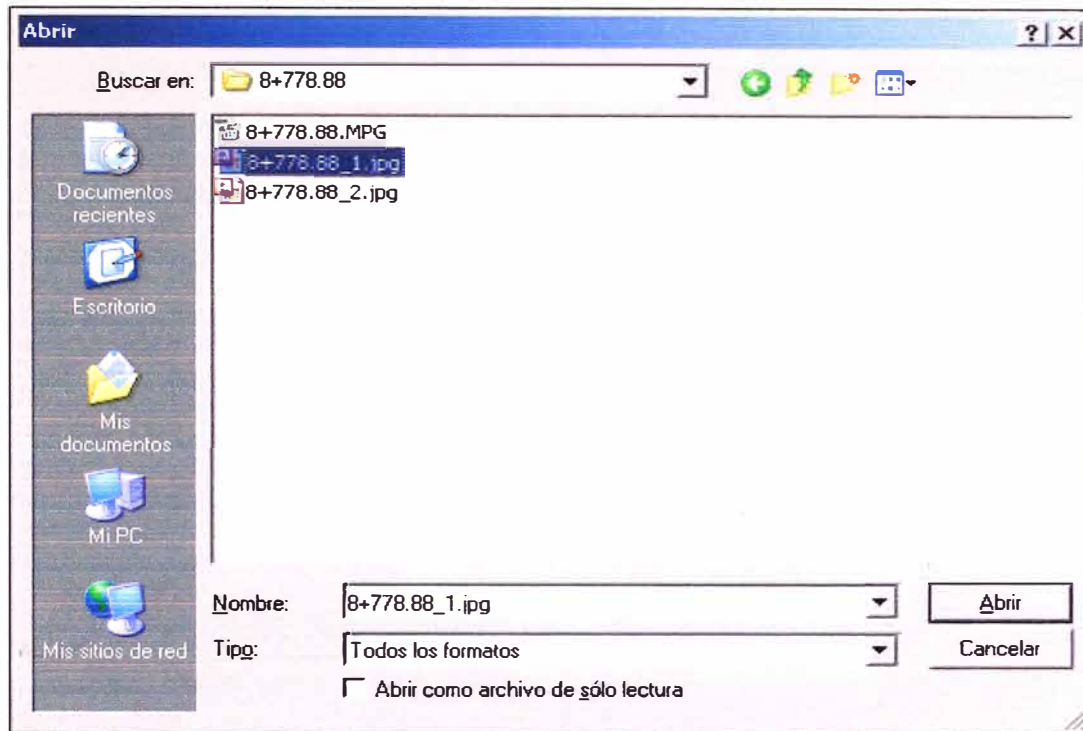 Abrir
Buscar en:
8+778.88
8+778.88.MPG
8+778.88_1.jpg
8+778.88_2.jpg
Documentos
recientes
Escritorio
Mis
documentos
Mi PC
Mis sitios de red
Nombre:
8+778.88_1.jpg
Abrir
Tipo:
Todos los formatos
Cancelar
Abrir como archivo de sólo lectura